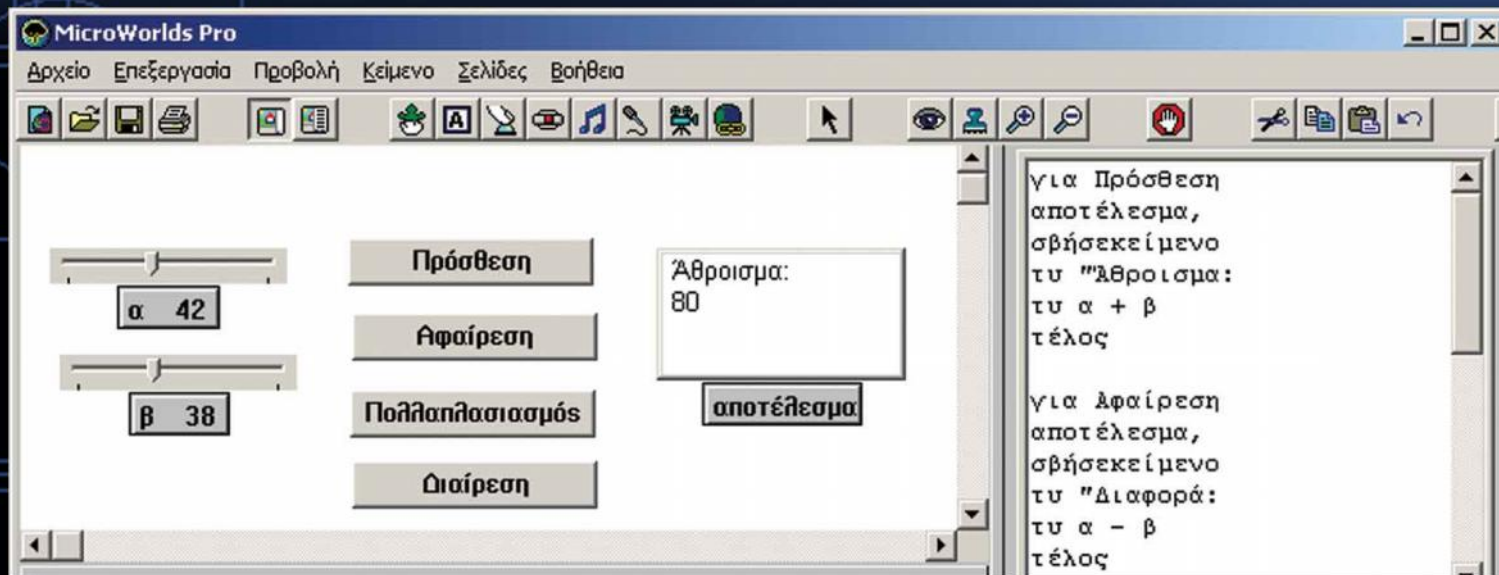 MicroWorlds Pro
Αρχείο Επεξεργασία Προβολή Κείμενο Σελίδες Βοήθεια
α 42
β 38
Πρόσθεση
Αφαίρεση
Πολλαπλασιασμός
Διαίρεση
Άθροισμα:
80
αποτέλεσμα
για Πρόσθεση
αποτέλεσμα,
σβήσεκείμενο
τυ "Άθροισμα:
τυ α + β
τέλος
για Αφαίρεση
αποτέλεσμα,
σβήσεκείμενο
τυ "Διαφορά:
τυ α - β
τέλος